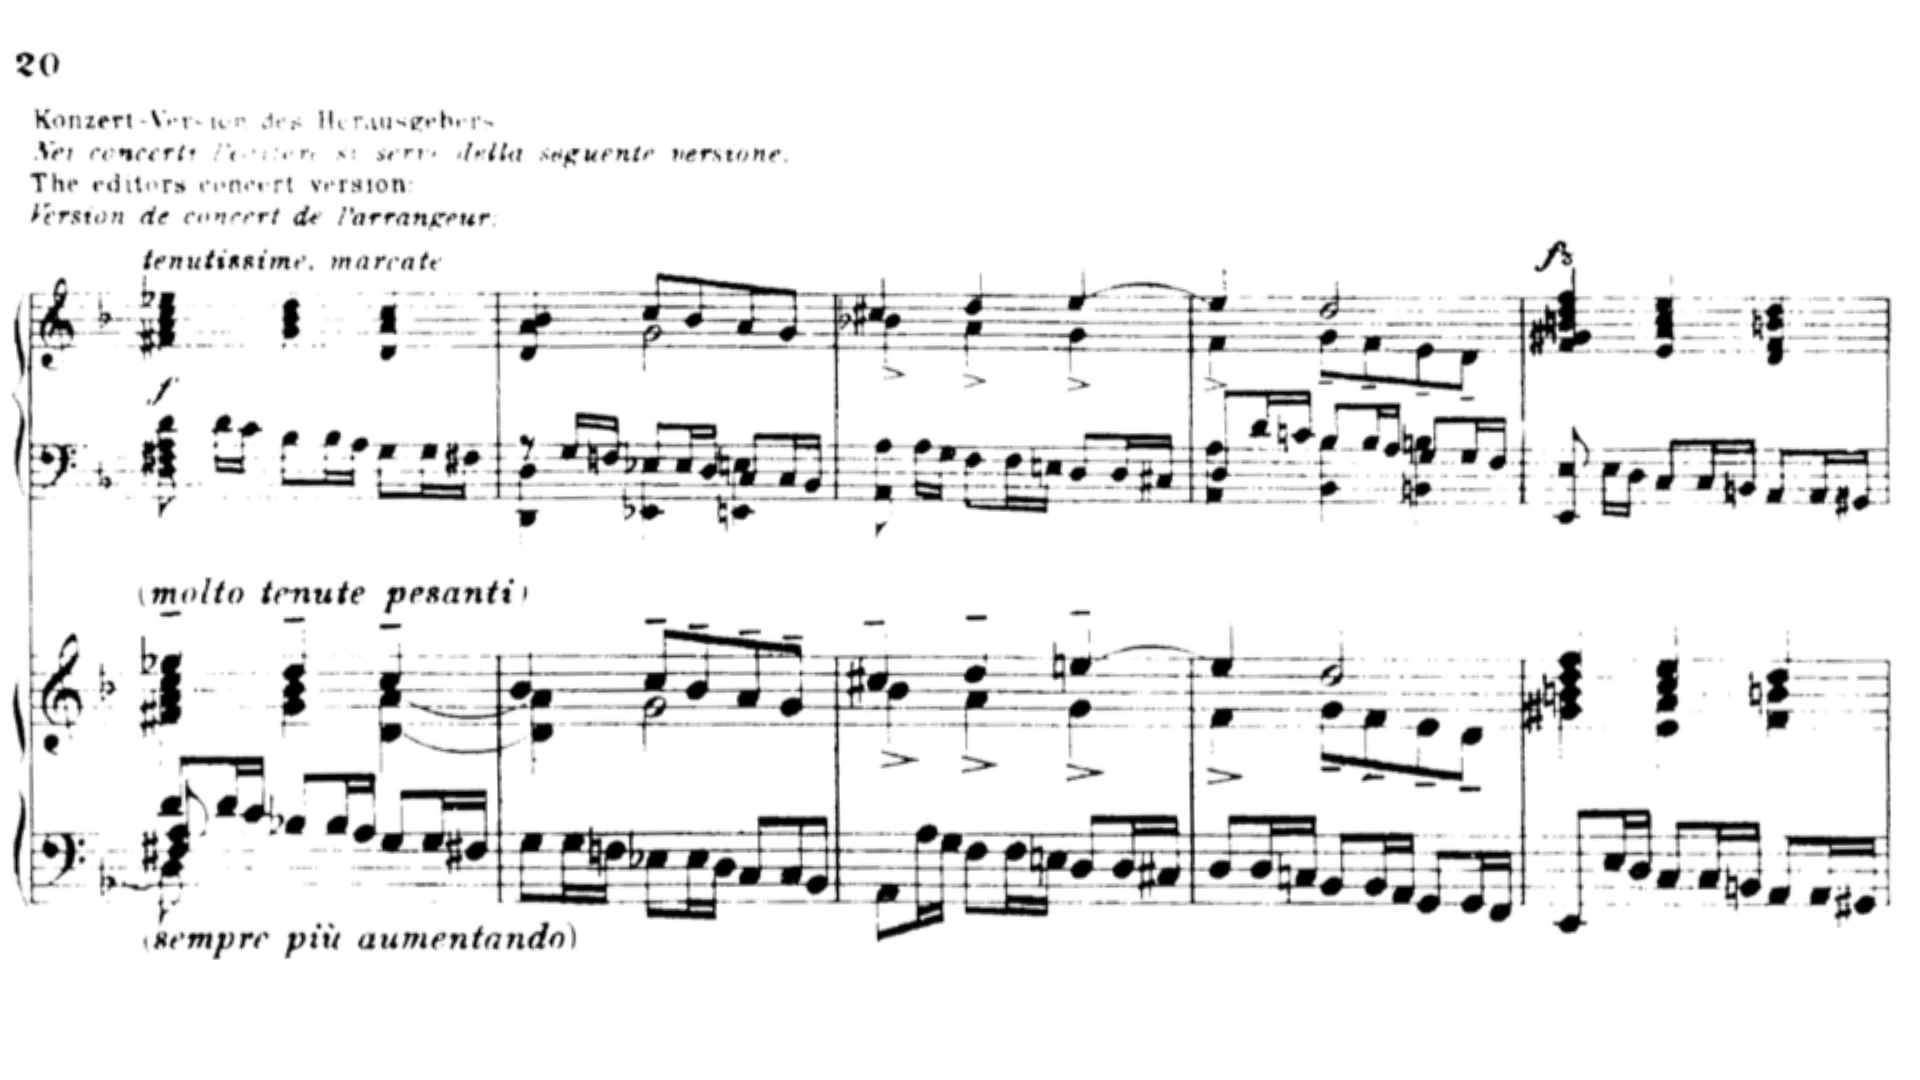 20
Konzert-Version des Herausgebers
Nei concerti l'editore si serve della seguente versione:
The editors concert version:
Version de concert de l'arrangeur:
tenutissime, marcate
f
(molto tenute pesanti)
(sempre più aumentando)